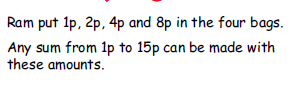 Ram put 1p, 2p, 4p and 8p in the four bags.
Any sum from 1p to 15p can be made with
these amounts.